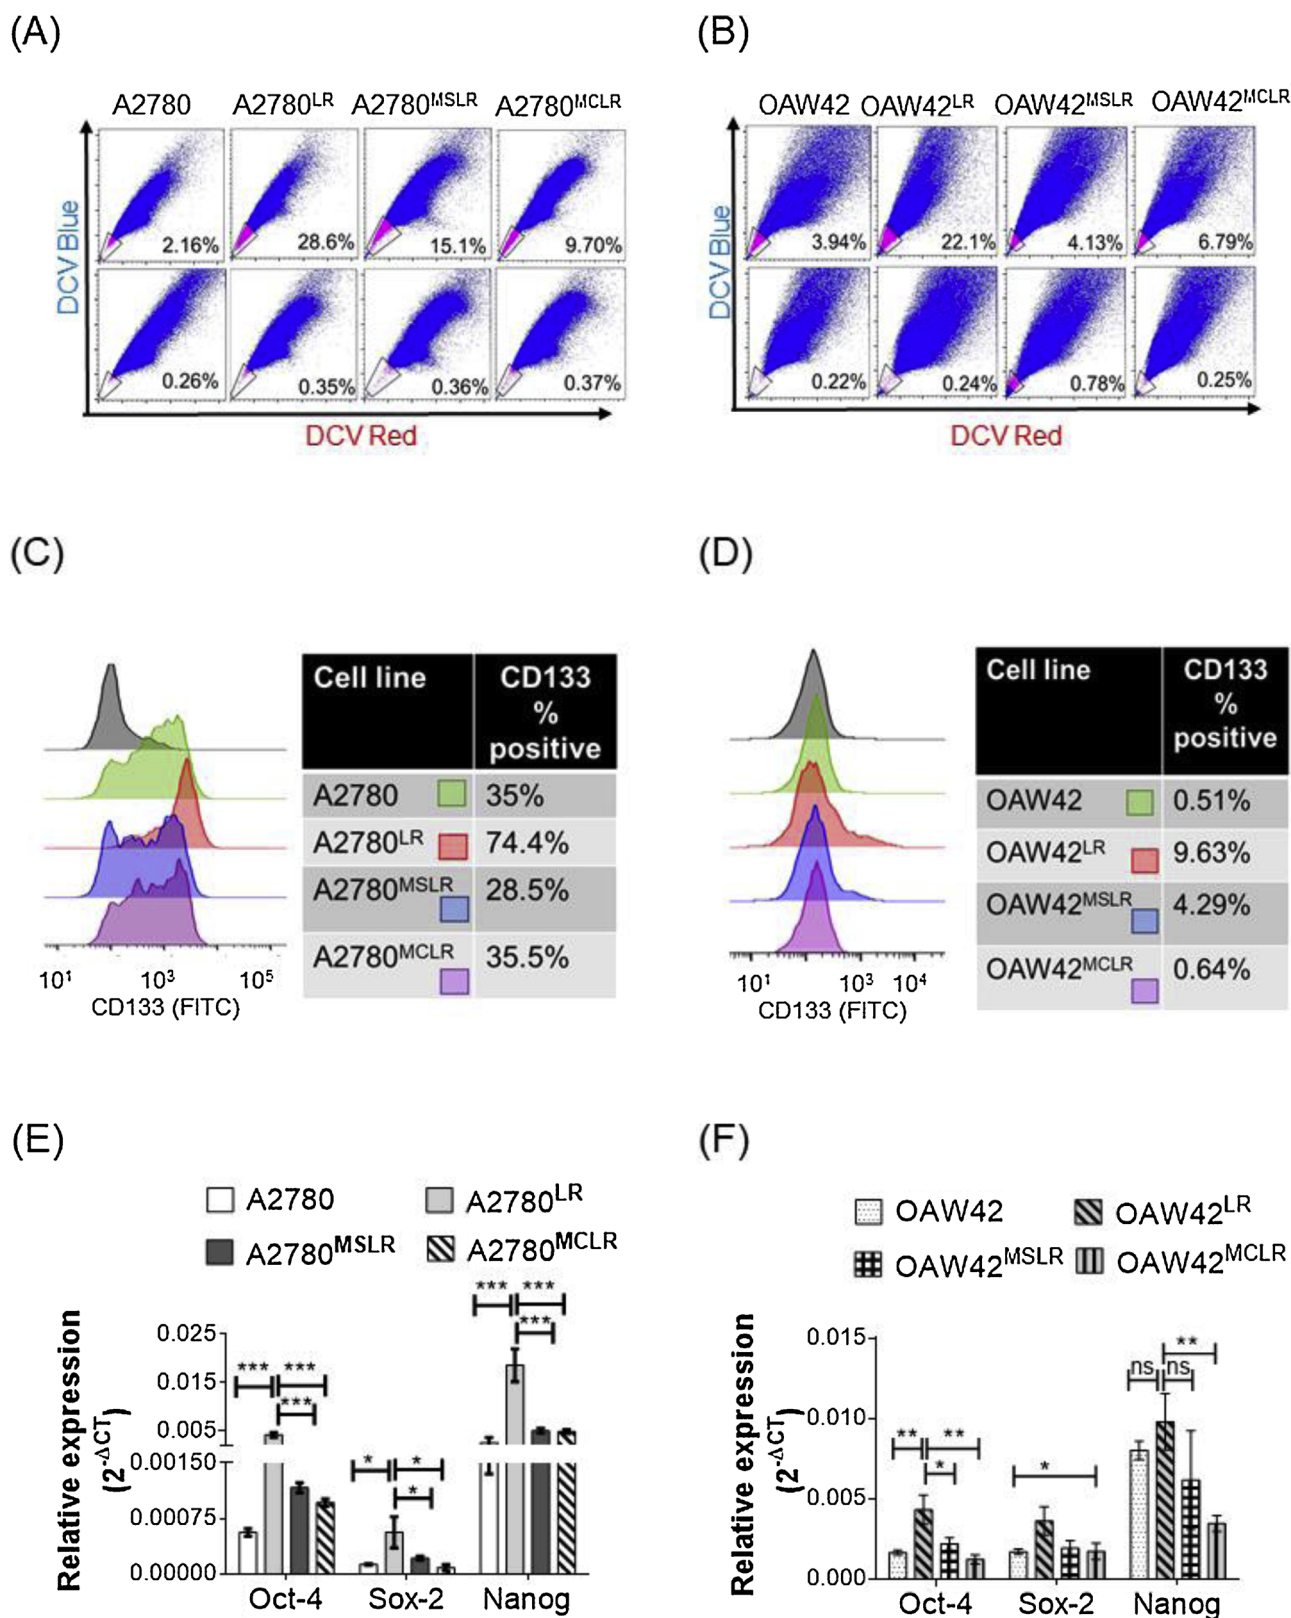 (A)
A2780 A2780LR A2780MSLR A2780MCLR
DCV Blue
2.16% 28.6% 15.1% 9.70%
0.26% 0.35% 0.36% 0.37%
DCV Red
(B)
OAW42 OAW42LR OAW42MSLR OAW42MCLR
DCV Blue
3.94% 22.1% 4.13% 6.79%
0.22% 0.24% 0.78% 0.25%
DCV Red
(C)
10¹ 10³ 10⁵
CD133 (FITC)
Cell line CD133
%
positive
A2780 35%
A2780LR 74.4%
A2780MSLR 28.5%
A2780MCLR 35.5%
(D)
10¹ 10³ 10⁴
CD133 (FITC)
Cell line CD133
%
positive
OAW42 0.51%
OAW42LR 9.63%
OAW42MSLR 4.29%
OAW42MCLR 0.64%
(E)
A2780 A2780LR
A2780MSLR A2780MCLR
Relative expression
(2-ΔCT)
0.025
0.015
0.005
0.00150
0.00075
0.00000
*** *** ***
* * *
*** *** ***
Oct-4 Sox-2 Nanog
(F)
OAW42 OAW42LR
OAW42MSLR OAW42MCLR
Relative expression
(2-ΔCT)
0.015
0.010
0.005
0.000
** ** *
*
ns ns **
Oct-4 Sox-2 Nanog